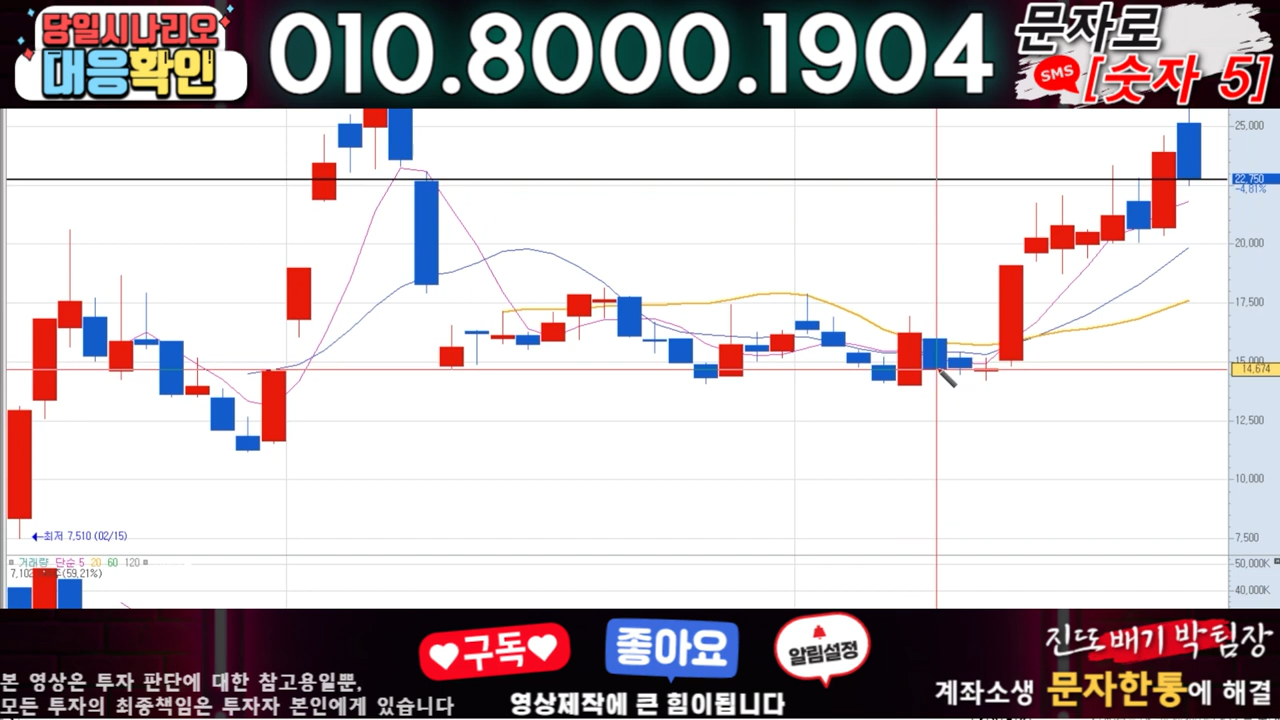 당일시나리오
대응확인
010.8000.1904
문자로
SMS
[숫자 5]
25,000
22,750
-4.81%
20,000
17,500
15,000
14,674
12,500
10,000
7,500
←최저 7,510 (02/15)
거래량 단순 5 20 60 120
(59.21%)
50,000K
40,000K
구독
좋아요
알림설정
진또배기 박팀장
본 영상은 투자 판단에 대한 참고용일뿐,
모든 투자의 최종책임은 투자자 본인에게 있습니다
영상제작에 큰 힘이됩니다
계좌소생 문자한통에 해결